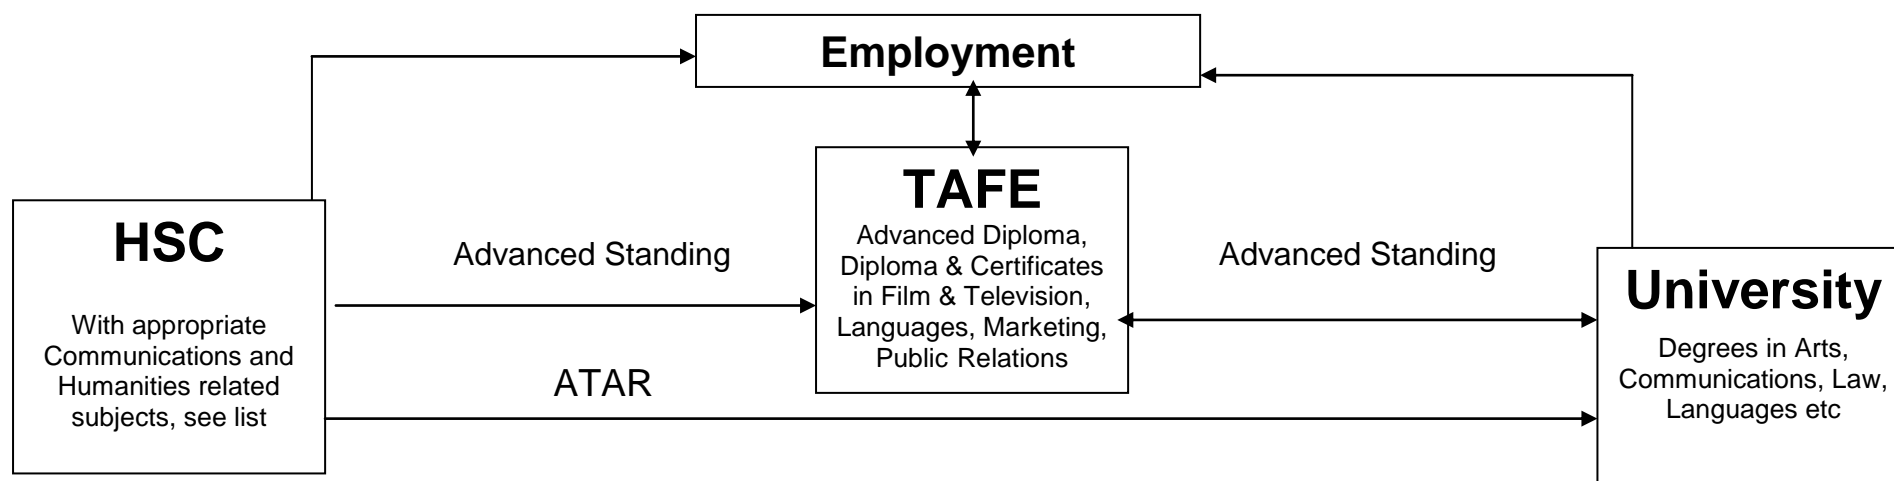 Employment
HSC
With appropriate
Communications and
Humanities related
subjects, see list
Advanced Standing
ATAR
TAFE
Advanced Diploma,
Diploma & Certificates
in Film & Television,
Languages, Marketing,
Public Relations
Advanced Standing
University
Degrees in Arts,
Communications, Law,
Languages etc